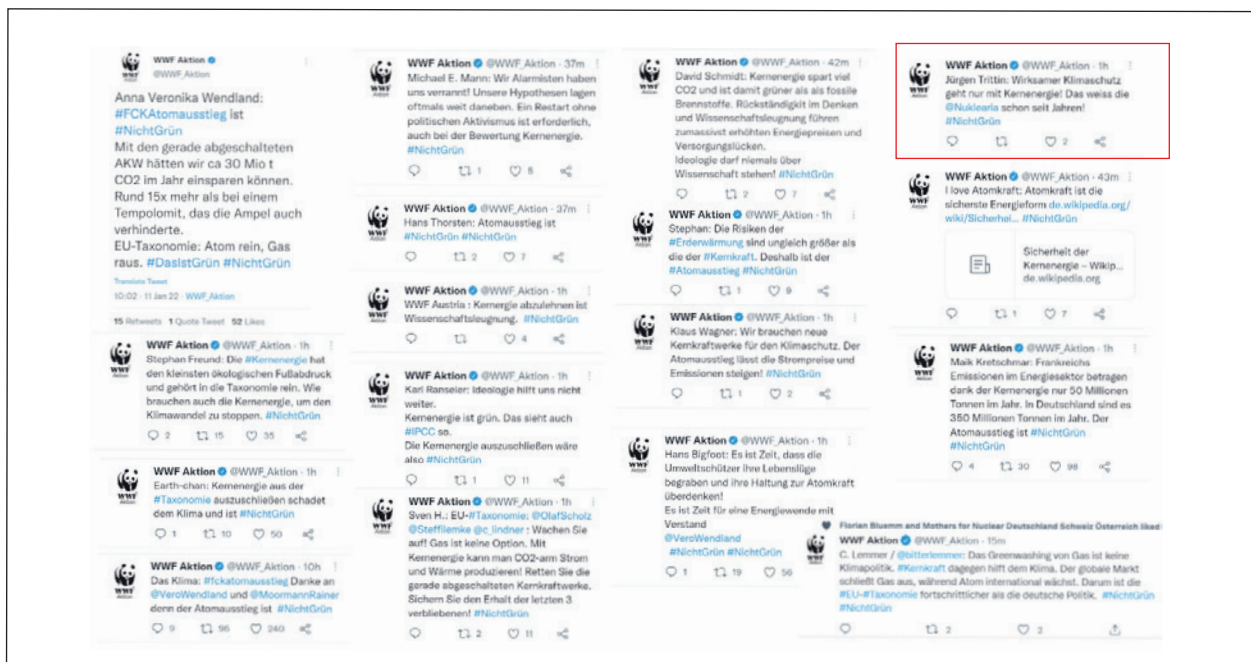 WWF Aktion
@WWF_Aktion
Anna Veronika Wendland:
#FCKAtomausstieg ist
#NichtGrün
Mit den gerade abgeschalteten
AKW hätten wir ca 30 Mio t
CO2 im Jahr einsparen können.
Rund 15x mehr als bei einem
Tempolomit, das die Ampel auch
verhinderte.
EU-Taxonomie: Atom rein, Gas
raus. #DasIstGrün #NichtGrün
Translate Tweet
10:02 · 11 Jan 22 · WWF_Aktion
15 Retweets 1 Quote Tweet 52 Likes
WWF Aktion @WWF_Aktion · 1h
Stephan Freund: Die #Kernenergie hat
den kleinsten ökologischen Fußabdruck
und gehört in die Taxonomie rein. Wie
brauchen auch die Kernenergie, um den
Klimawandel zu stoppen. #NichtGrün
2 15 35
WWF Aktion @WWF_Aktion · 1h
Earth-chan: Kernenergie aus der
#Taxonomie auszuschließen schadet
dem Klima und ist #NichtGrün
1 10 50
WWF Aktion @WWF_Aktion · 10h
Das Klima: #fckatomausstieg Danke an
@VeroWendland und @MoormannRainer
denn der Atomausstieg ist #NichtGrün
9 96 240
WWF Aktion @WWF_Aktion · 37m
Michael E. Mann: Wir Alarmisten haben
uns verrannt! Unsere Hypothesen lagen
oftmals weit daneben. Ein Restart ohne
politischen Aktivismus ist erforderlich,
auch bei der Bewertung Kernenergie.
#NichtGrün
1 8
WWF Aktion @WWF_Aktion · 37m
Hans Thorsten: Atomausstieg ist
#NichtGrün #NichtGrün
2 7
WWF Aktion @WWF_Aktion · 1h
WWF Austria : Kernergie abzulehnen ist
Wissenschaftsleugnung. #NichtGrün
4
WWF Aktion @WWF_Aktion · 1h
Karl Ranseier: Ideologie hilft uns nicht
weiter.
Kernenergie ist grün. Das sieht auch
#IPCC so.
Die Kernenergie auszuschließen wäre
also #NichtGrün
1 11
WWF Aktion @WWF_Aktion · 1h
Sven H.: EU-#Taxonomie: @OlafScholz
@Steffilemke @c_lindner : Wachen Sie
auf! Gas ist keine Option. Mit
Kernenergie kann man CO2-arm Strom
und Wärme produzieren! Retten Sie die
gerade abgeschalteten Kernkraftwerke.
Sichern Sie den Erhalt der letzten 3
verbliebenen! #NichtGrün
2 11
WWF Aktion @WWF_Aktion · 42m
David Schmidt: Kernenergie spart viel
CO2 und ist damit grüner als als fossile
Brennstoffe. Rückständigkit im Denken
und Wissenschaftsleugnung führen
zumassivst erhöhten Energiepreisen und
Versorgungslücken.
Ideologie darf niemals über
Wissenschaft stehen! #NichtGrün
2 7
WWF Aktion @WWF_Aktion · 1h
Stephan: Die Risiken der
#Erderwärmung sind ungleich größer als
die der #Kernkraft. Deshalb ist der
#Atomausstieg #NichtGrün
1 9
WWF Aktion @WWF_Aktion · 1h
Klaus Wagner: Wir brauchen neue
Kernkraftwerke für den Klimaschutz. Der
Atomausstieg lässt die Strompreise und
Emissionen steigen! #NichtGrün
1 2
WWF Aktion @WWF_Aktion · 1h
Hans Bigfoot: Es ist Zeit, dass die
Umweltschützer ihre Lebenslüge
begraben und ihre Haltung zur Atomkraft
überdenken!
Es ist Zeit für eine Energiewende mit
Verstand
@VeroWendland
#NichtGrün #NichtGrün
1 19 56
WWF Aktion @WWF_Aktion · 1h
Jürgen Trittin: Wirksamer Klimaschutz
geht nur mit Kernenergie! Das weiss die
@Nuklearia schon seit Jahren!
#NichtGrün
2
WWF Aktion @WWF_Aktion · 43m
I love Atomkraft: Atomkraft ist die
sicherste Energieform de.wikipedia.org/
wiki/Sicherhei... #NichtGrün
Sicherheit der
Kernenergie – Wikip...
de.wikipedia.org
1 7
WWF Aktion @WWF_Aktion · 1h
Maik Kretschmar: Frankreichs
Emissionen im Energiesektor betragen
dank der Kernenergie nur 50 Millionen
Tonnen im Jahr. In Deutschland sind es
350 Millionen Tonnen im Jahr. Der
Atomausstieg ist #NichtGrün
#NichtGrün
4 30 98
Florian Bluemm and Mothers for Nuclear Deutschland Schweiz Österreich liked
WWF Aktion @WWF_Aktion · 15m
C. Lemmer / @bitterlemmer: Das Greenwashing von Gas ist keine
Klimapolitik. #Kernkraft dagegen hilft dem Klima. Der globale Markt
schließt Gas aus, während Atom international wächst. Darum ist die
#EU-#Taxonomie fortschrittlicher als die deutsche Politik. #NichtGrün
#NichtGrün
2 2